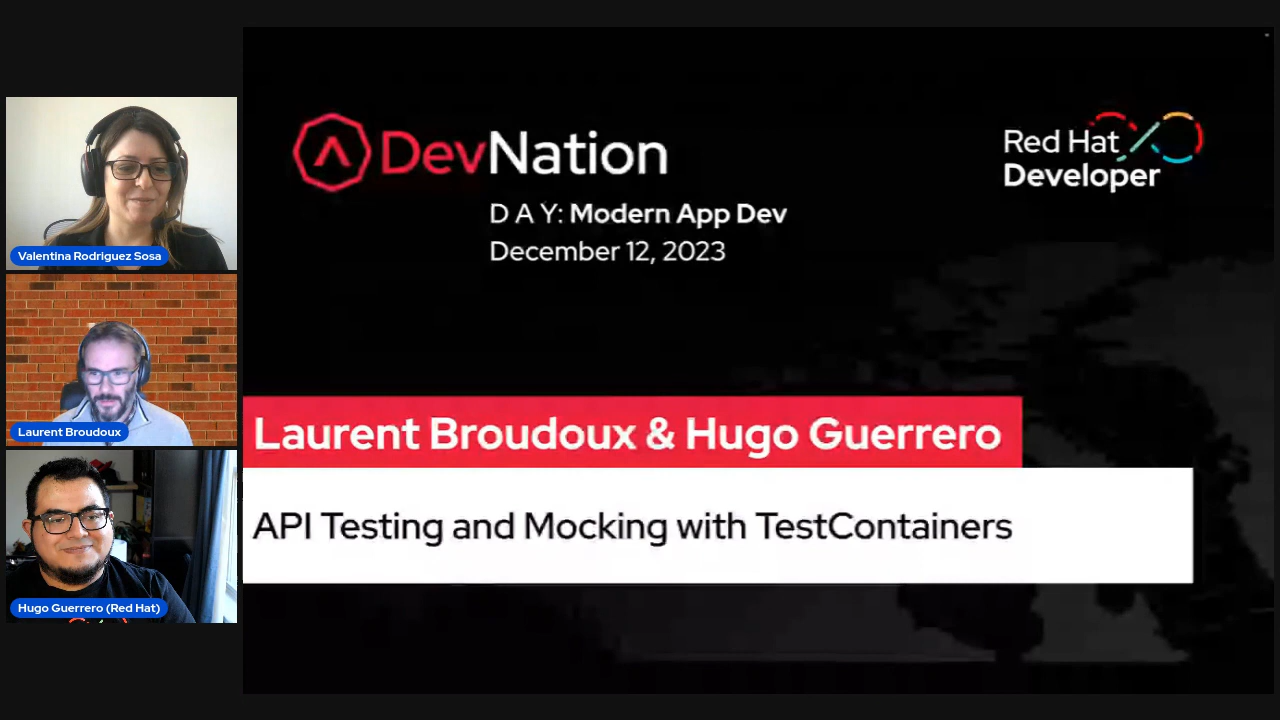 Valentina Rodriguez Sosa
Laurent Broudoux
Hugo Guerrero (Red Hat)
DevNation
DAY: Modern App Dev
December 12, 2023
Red Hat
Developer
Laurent Broudoux & Hugo Guerrero
API Testing and Mocking with TestContainers